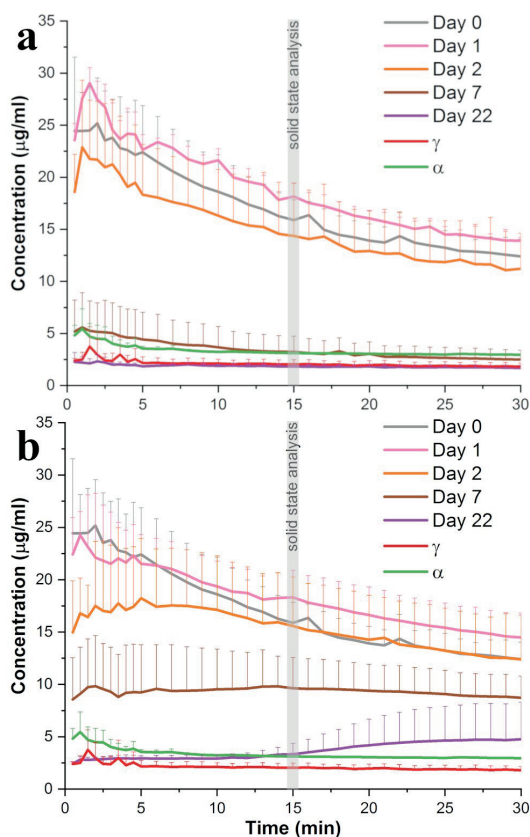 a
Concentration (µg/ml)
35
30
25
20
15
10
5
0
0 5 10 15 20 25 30
solid state analysis
Day 0
Day 1
Day 2
Day 7
Day 22
γ
α
b
Concentration (µg/ml)
35
30
25
20
15
10
5
0
0 5 10 15 20 25 30
solid state analysis
Day 0
Day 1
Day 2
Day 7
Day 22
γ
α
Time (min)